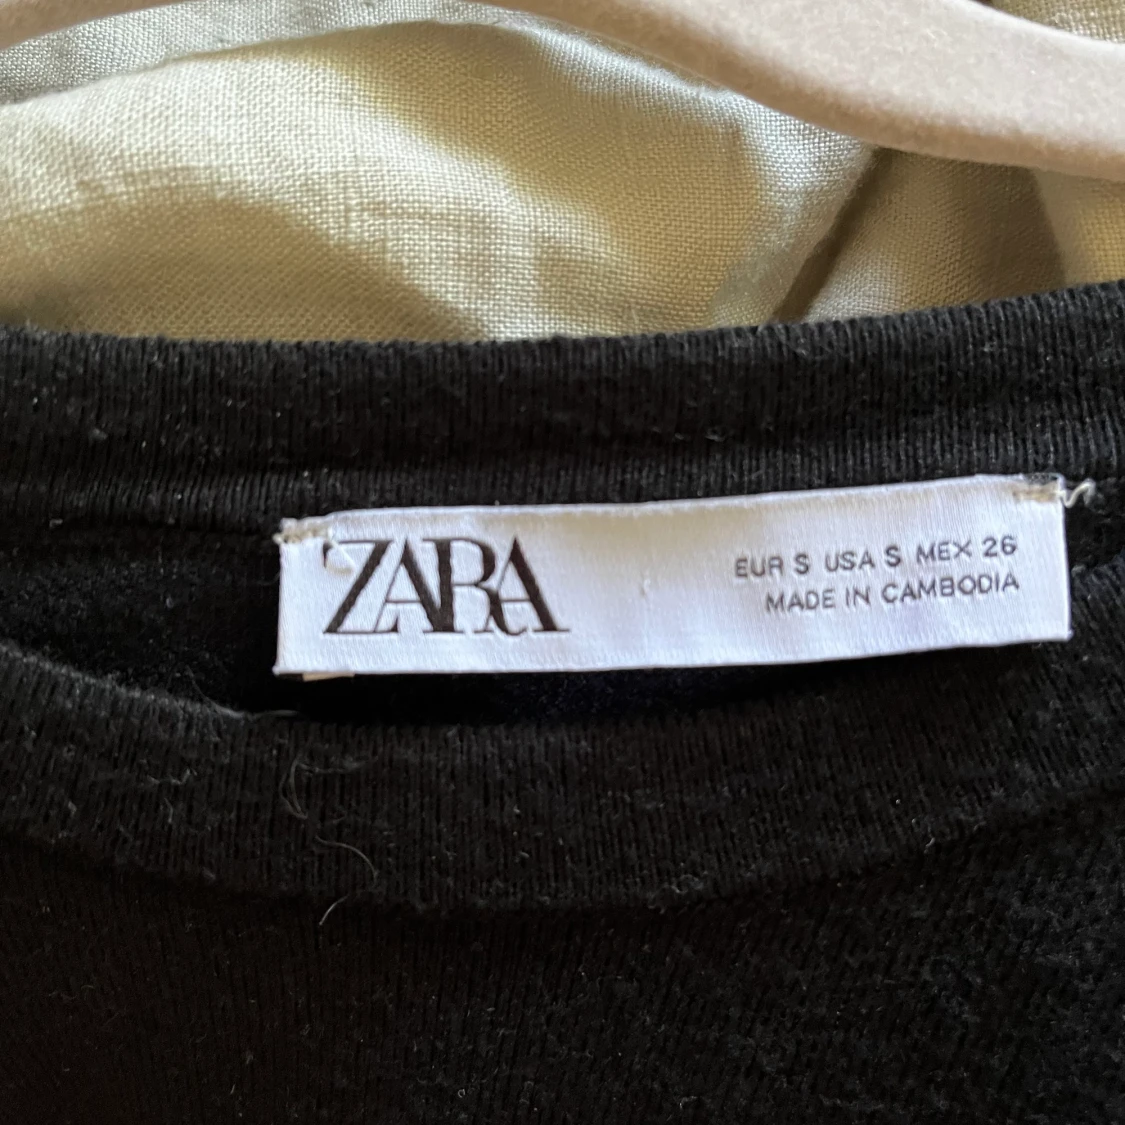 ZARA
EUR S USA S MEX 26
MADE IN CAMBODIA